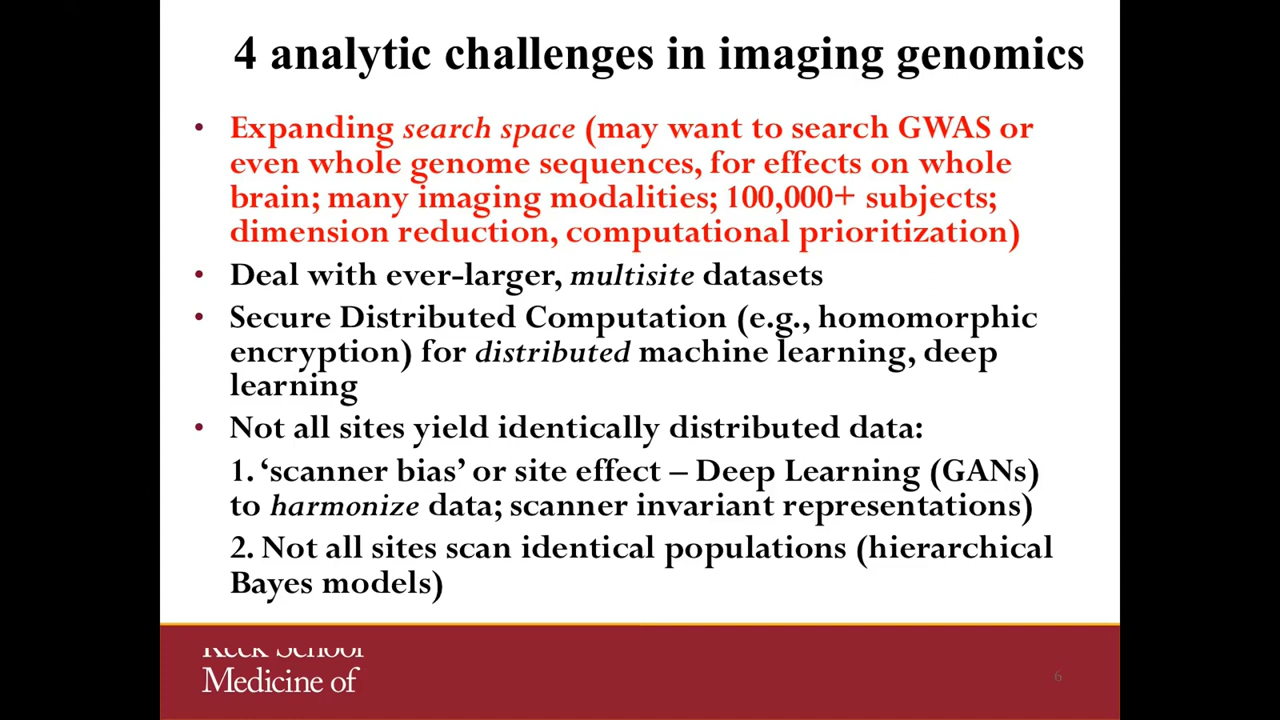 4 analytic challenges in imaging genomics
• Expanding search space (may want to search GWAS or
even whole genome sequences, for effects on whole
brain; many imaging modalities; 100,000+ subjects;
dimension reduction, computational prioritization)
• Deal with ever-larger, multisite datasets
• Secure Distributed Computation (e.g., homomorphic
encryption) for distributed machine learning, deep
learning
• Not all sites yield identically distributed data:
1. ‘scanner bias’ or site effect – Deep Learning (GANs)
to harmonize data; scanner invariant representations)
2. Not all sites scan identical populations (hierarchical
Bayes models)
Keck School
Medicine of
6